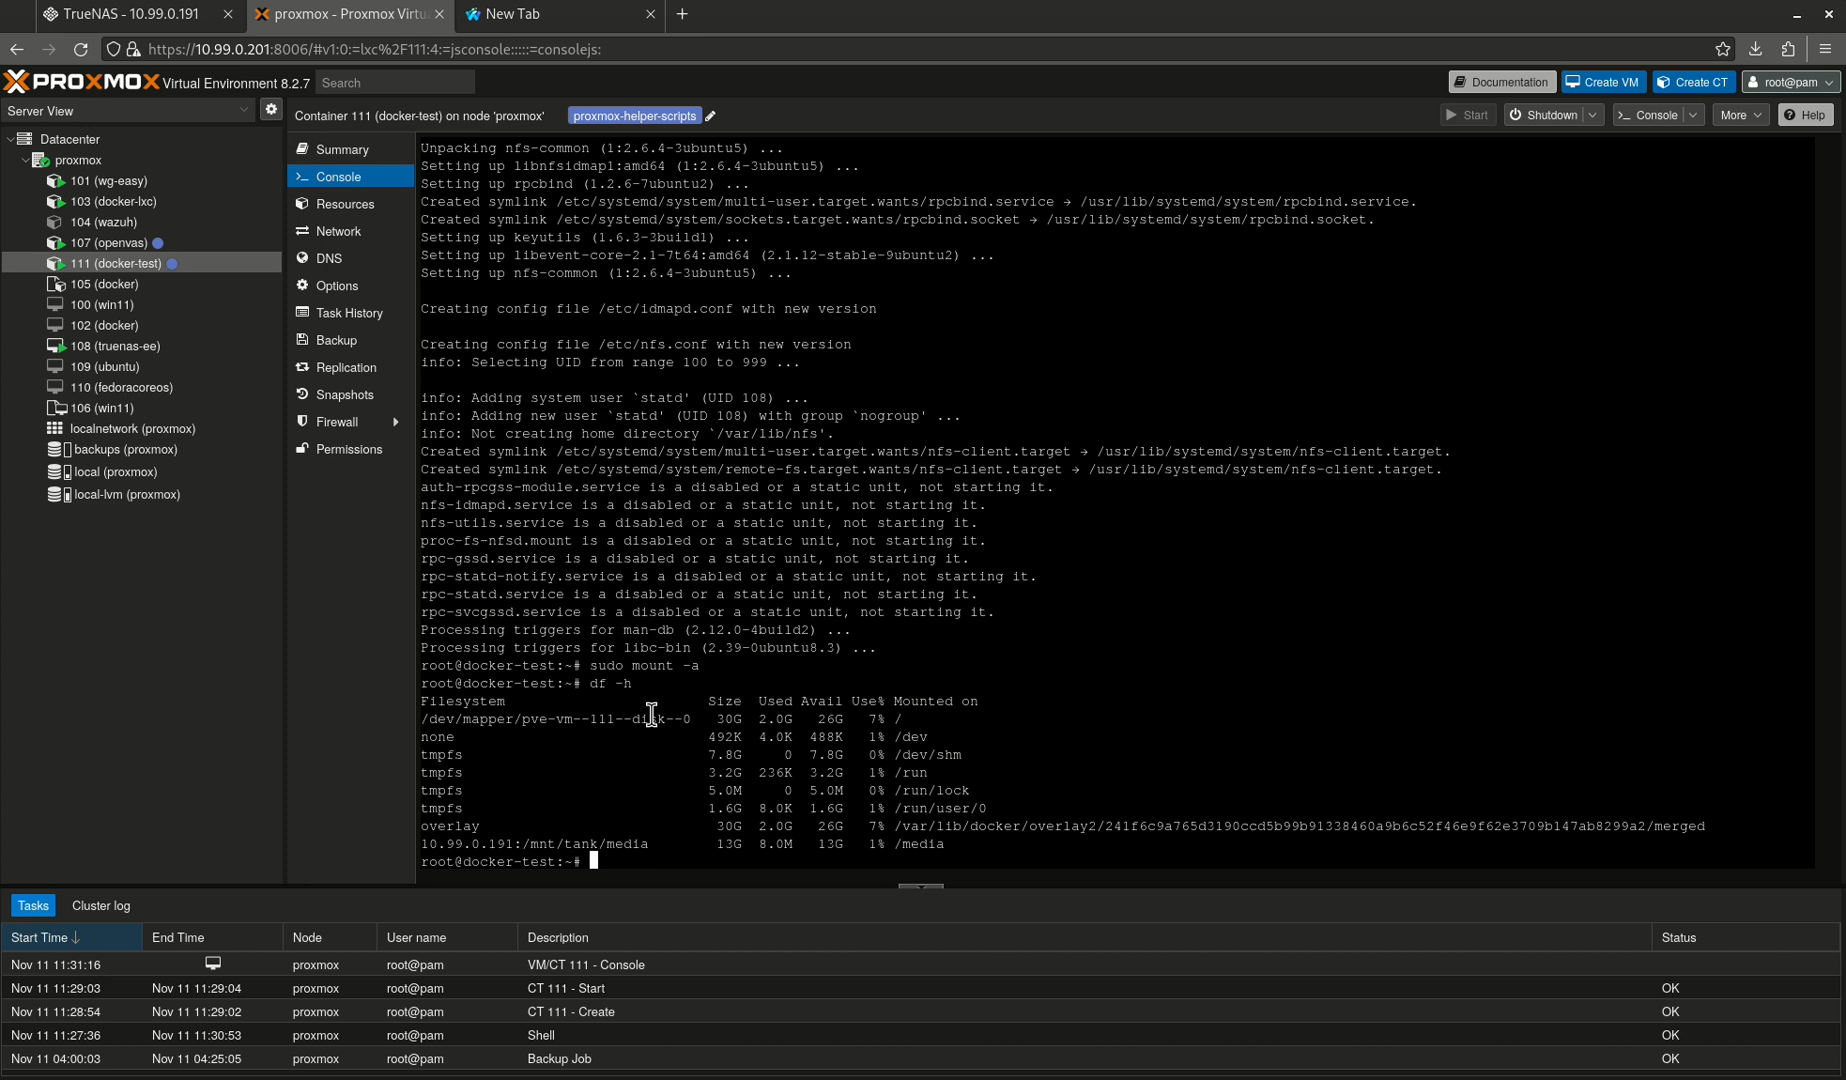 TrueNAS - 10.99.0.191
proxmox - Proxmox Virtu
New Tab
https://10.99.0.201:8006/#v1:0:=lxc%2F111:4:=jsconsole:::::=consolejs:
PROXMOX Virtual Environment 8.2.7
Search
Documentation
Create VM
Create CT
root@pam
Server View
Container 111 (docker-test) on node 'proxmox'
proxmox-helper-scripts
Start
Shutdown
Console
More
Help
Datacenter
proxmox
101 (wg-easy)
103 (docker-lxc)
104 (wazuh)
107 (openvas)
111 (docker-test)
105 (docker)
100 (win11)
102 (docker)
108 (truenas-ee)
109 (ubuntu)
110 (fedoracoreos)
106 (win11)
localnetwork (proxmox)
backups (proxmox)
local (proxmox)
local-lvm (proxmox)
Summary
Console
Resources
Network
DNS
Options
Task History
Backup
Replication
Snapshots
Firewall
Permissions
Unpacking nfs-common (1:2.6.4-3ubuntu5) ...
Setting up libnfsidmap1:amd64 (1:2.6.4-3ubuntu5) ...
Setting up rpcbind (1.2.6-7ubuntu2) ...
Created symlink /etc/systemd/system/multi-user.target.wants/rpcbind.service → /usr/lib/systemd/system/rpcbind.service.
Created symlink /etc/systemd/system/sockets.target.wants/rpcbind.socket → /usr/lib/systemd/system/rpcbind.socket.
Setting up keyutils (1.6.3-3build1) ...
Setting up libevent-core-2.1-7t64:amd64 (2.1.12-stable-9ubuntu2) ...
Setting up nfs-common (1:2.6.4-3ubuntu5) ...
Creating config file /etc/idmapd.conf with new version
Creating config file /etc/nfs.conf with new version
info: Selecting UID from range 100 to 999 ...
info: Adding system user `statd' (UID 108) ...
info: Adding new user `statd' (UID 108) with group `nogroup' ...
info: Not creating home directory `/var/lib/nfs'.
Created symlink /etc/systemd/system/multi-user.target.wants/nfs-client.target → /usr/lib/systemd/system/nfs-client.target.
Created symlink /etc/systemd/system/remote-fs.target.wants/nfs-client.target → /usr/lib/systemd/system/nfs-client.target.
auth-rpcgss-module.service is a disabled or a static unit, not starting it.
nfs-idmapd.service is a disabled or a static unit, not starting it.
nfs-utils.service is a disabled or a static unit, not starting it.
proc-fs-nfsd.mount is a disabled or a static unit, not starting it.
rpc-gssd.service is a disabled or a static unit, not starting it.
rpc-statd-notify.service is a disabled or a static unit, not starting it.
rpc-statd.service is a disabled or a static unit, not starting it.
rpc-svcgssd.service is a disabled or a static unit, not starting it.
Processing triggers for man-db (2.12.0-4build2) ...
Processing triggers for libc-bin (2.39-0ubuntu8.3) ...
root@docker-test:~# sudo mount -a
root@docker-test:~# df -h
Filesystem Size Used Avail Use% Mounted on
/dev/mapper/pve-vm--111--disk--0 30G 2.0G 26G 7% /
none 492K 4.0K 488K 1% /dev
tmpfs 7.8G 0 7.8G 0% /dev/shm
tmpfs 3.2G 236K 3.2G 1% /run
tmpfs 5.0M 0 5.0M 0% /run/lock
tmpfs 1.6G 8.0K 1.6G 1% /run/user/0
overlay 30G 2.0G 26G 7% /var/lib/docker/overlay2/241f6c9a765d3190ccd5b99b91338460a9b6c52f46e9f62e3709b147ab8299a2/merged
10.99.0.191:/mnt/tank/media 13G 8.0M 13G 1% /media
root@docker-test:~#
Tasks Cluster log
Start Time End Time Node User name Description Status
Nov 11 11:31:16 proxmox root@pam VM/CT 111 - Console
Nov 11 11:29:03 Nov 11 11:29:04 proxmox root@pam CT 111 - Start OK
Nov 11 11:28:54 Nov 11 11:29:02 proxmox root@pam CT 111 - Create OK
Nov 11 11:27:36 Nov 11 11:30:53 proxmox root@pam Shell OK
Nov 11 04:00:03 Nov 11 04:25:05 proxmox root@pam Backup Job OK